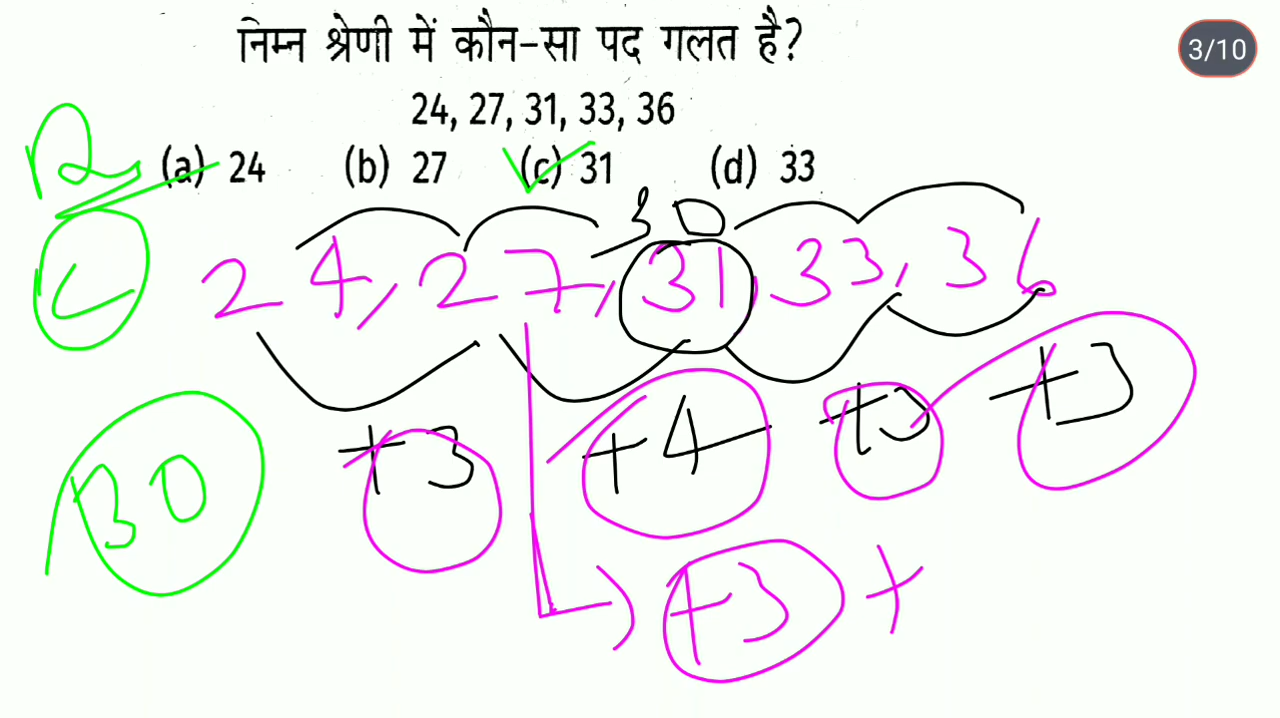 3/10
निम्न श्रेणी में कौन-सा पद गलत है?
24, 27, 31, 33, 36
(a) 24 (b) 27 (c) 31 (d) 33
30
24, 27, 31, 33, 36
+3 +4 +3 +3
30
+3 +